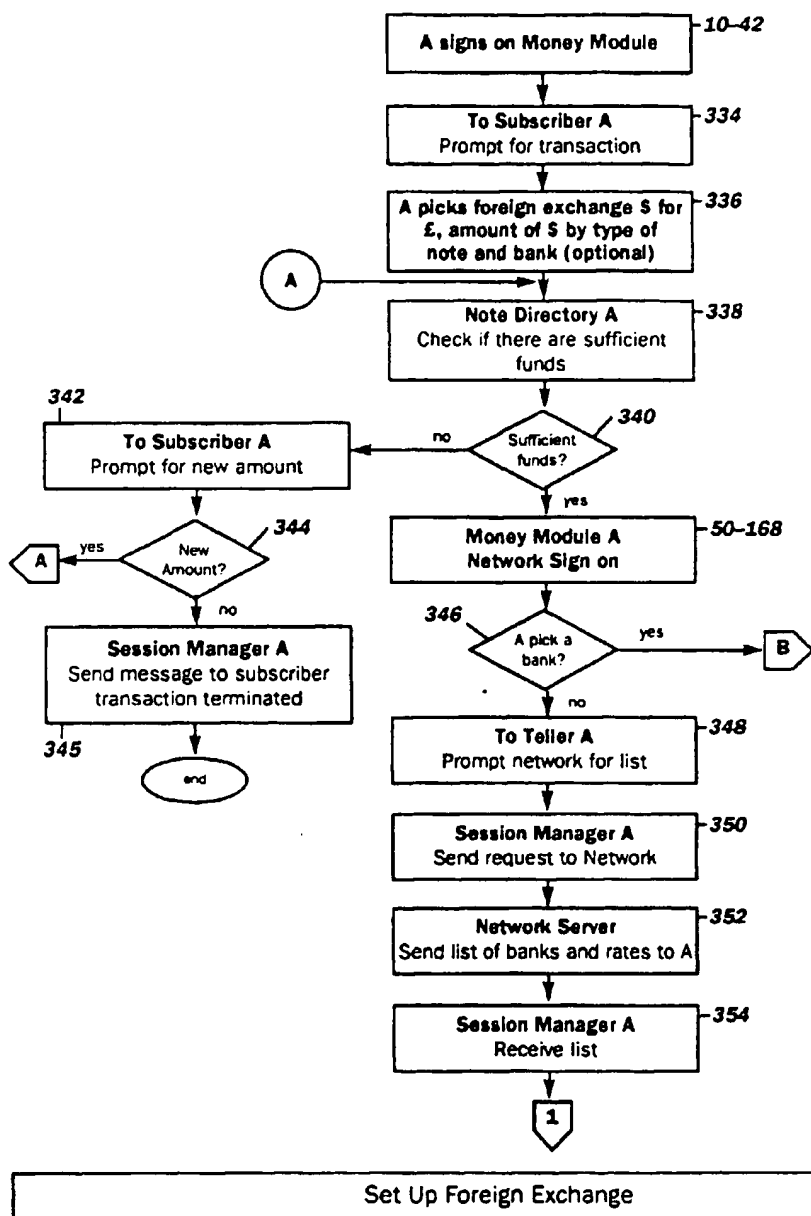 A signs on Money Module
10-42
To Subscriber A
Prompt for transaction
334
A picks foreign exchange $ for
£, amount of $ by type of
note and bank (optional)
336
A
Note Directory A
Check if there are sufficient
funds
338
Sufficient
funds?
340
no
yes
342
To Subscriber A
Prompt for new amount
New
Amount?
344
yes
A
no
Session Manager A
Send message to subscriber
transaction terminated
345
end
Money Module A
Network Sign on
50-168
346
A pick a
bank?
yes
B
no
To Teller A
Prompt network for list
348
Session Manager A
Send request to Network
350
Network Server
Send list of banks and rates to A
352
Session Manager A
Receive list
354
1
Set Up Foreign Exchange